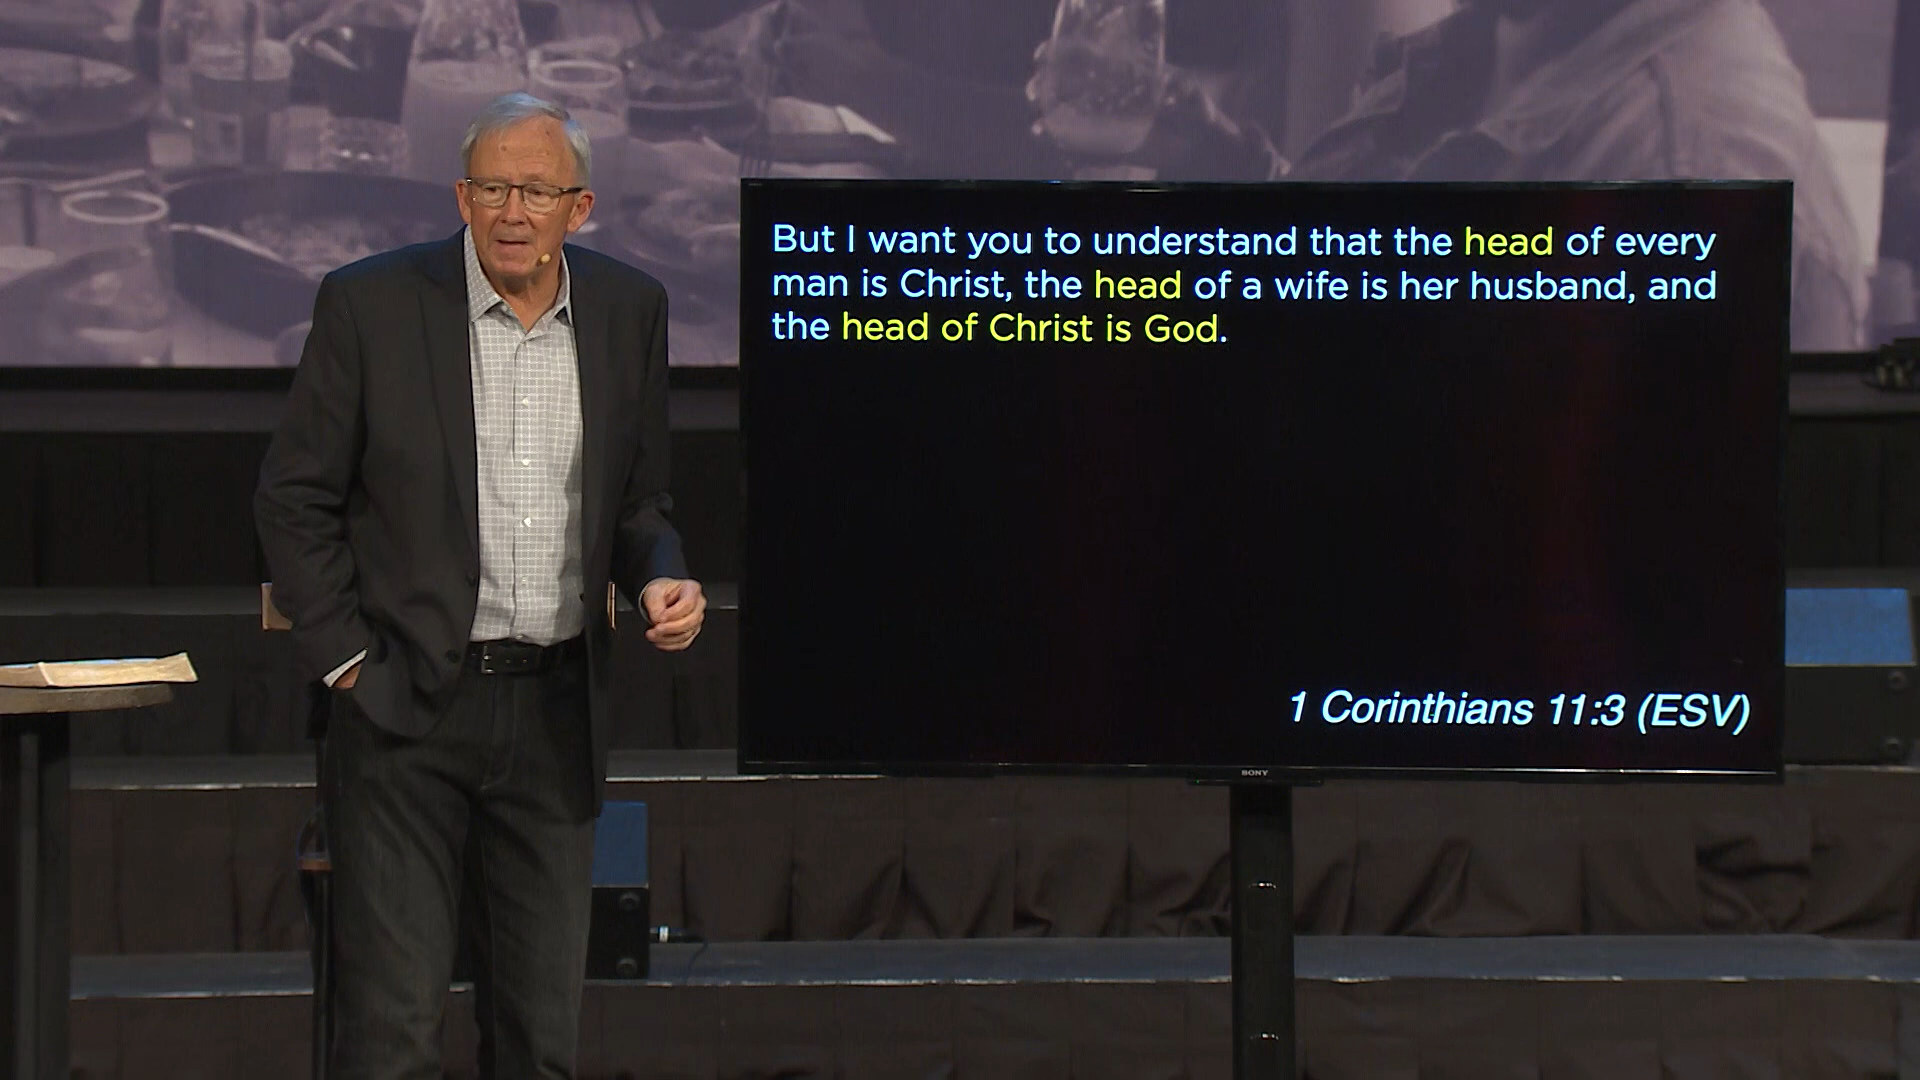 But I want you to understand that the head of every
man is Christ, the head of a wife is her husband, and
the head of Christ is God.
1 Corinthians 11:3 (ESV)
SONY